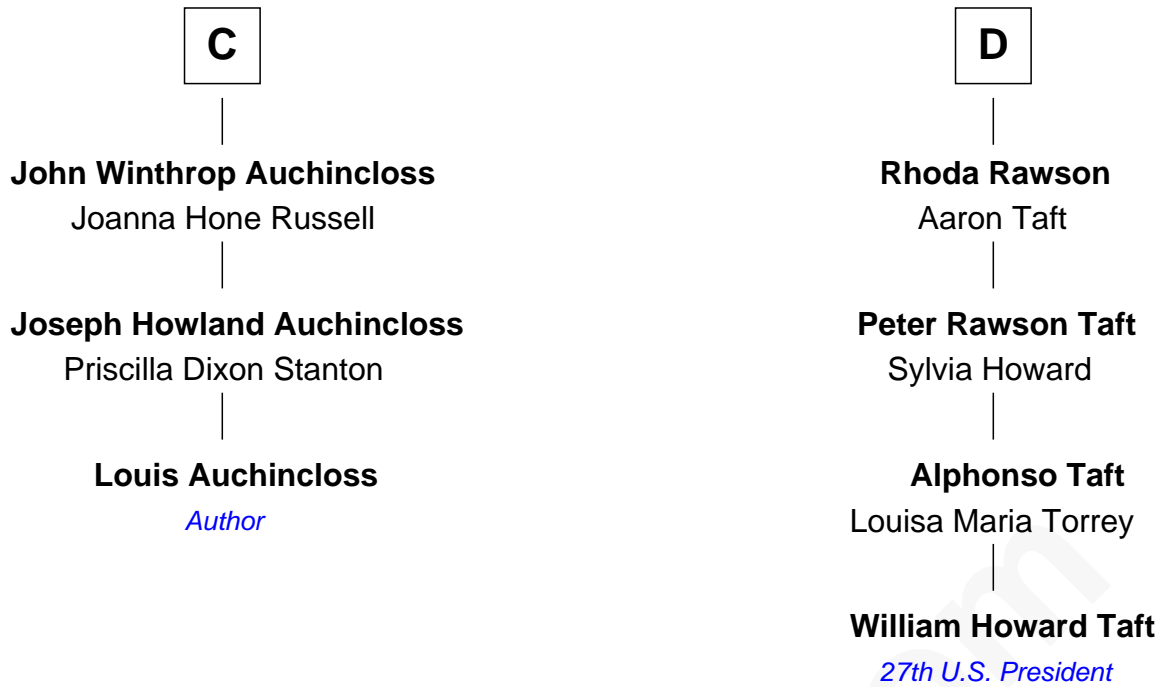 C
John Winthrop Auchincloss
Joanna Hone Russell
Joseph Howland Auchincloss
Priscilla Dixon Stanton
Louis Auchincloss
Author
D
Rhoda Rawson
Aaron Taft
Peter Rawson Taft
Sylvia Howard
Alphonso Taft
Louisa Maria Torrey
William Howard Taft
27th U.S. President